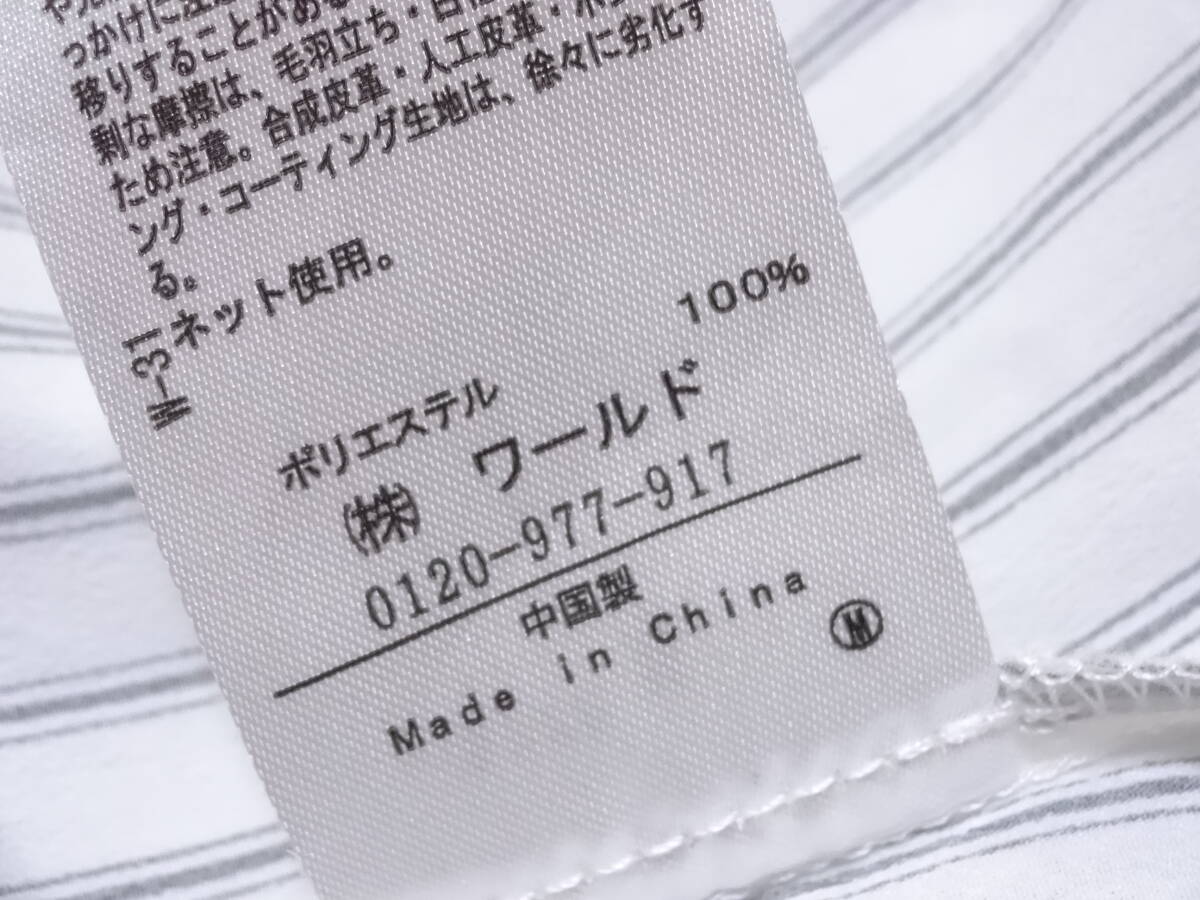 っかけに注
移りすることがあ
剰な摩擦は、毛羽立ち・白
ため注意。合成皮革・人工皮革・ボ
ング・コーティング生地は、徐々に劣化す
る。
ネット使用。
W-31
ポリエステル 100%
(株) ワールド
0120-977-917
中国製
Made in China
M